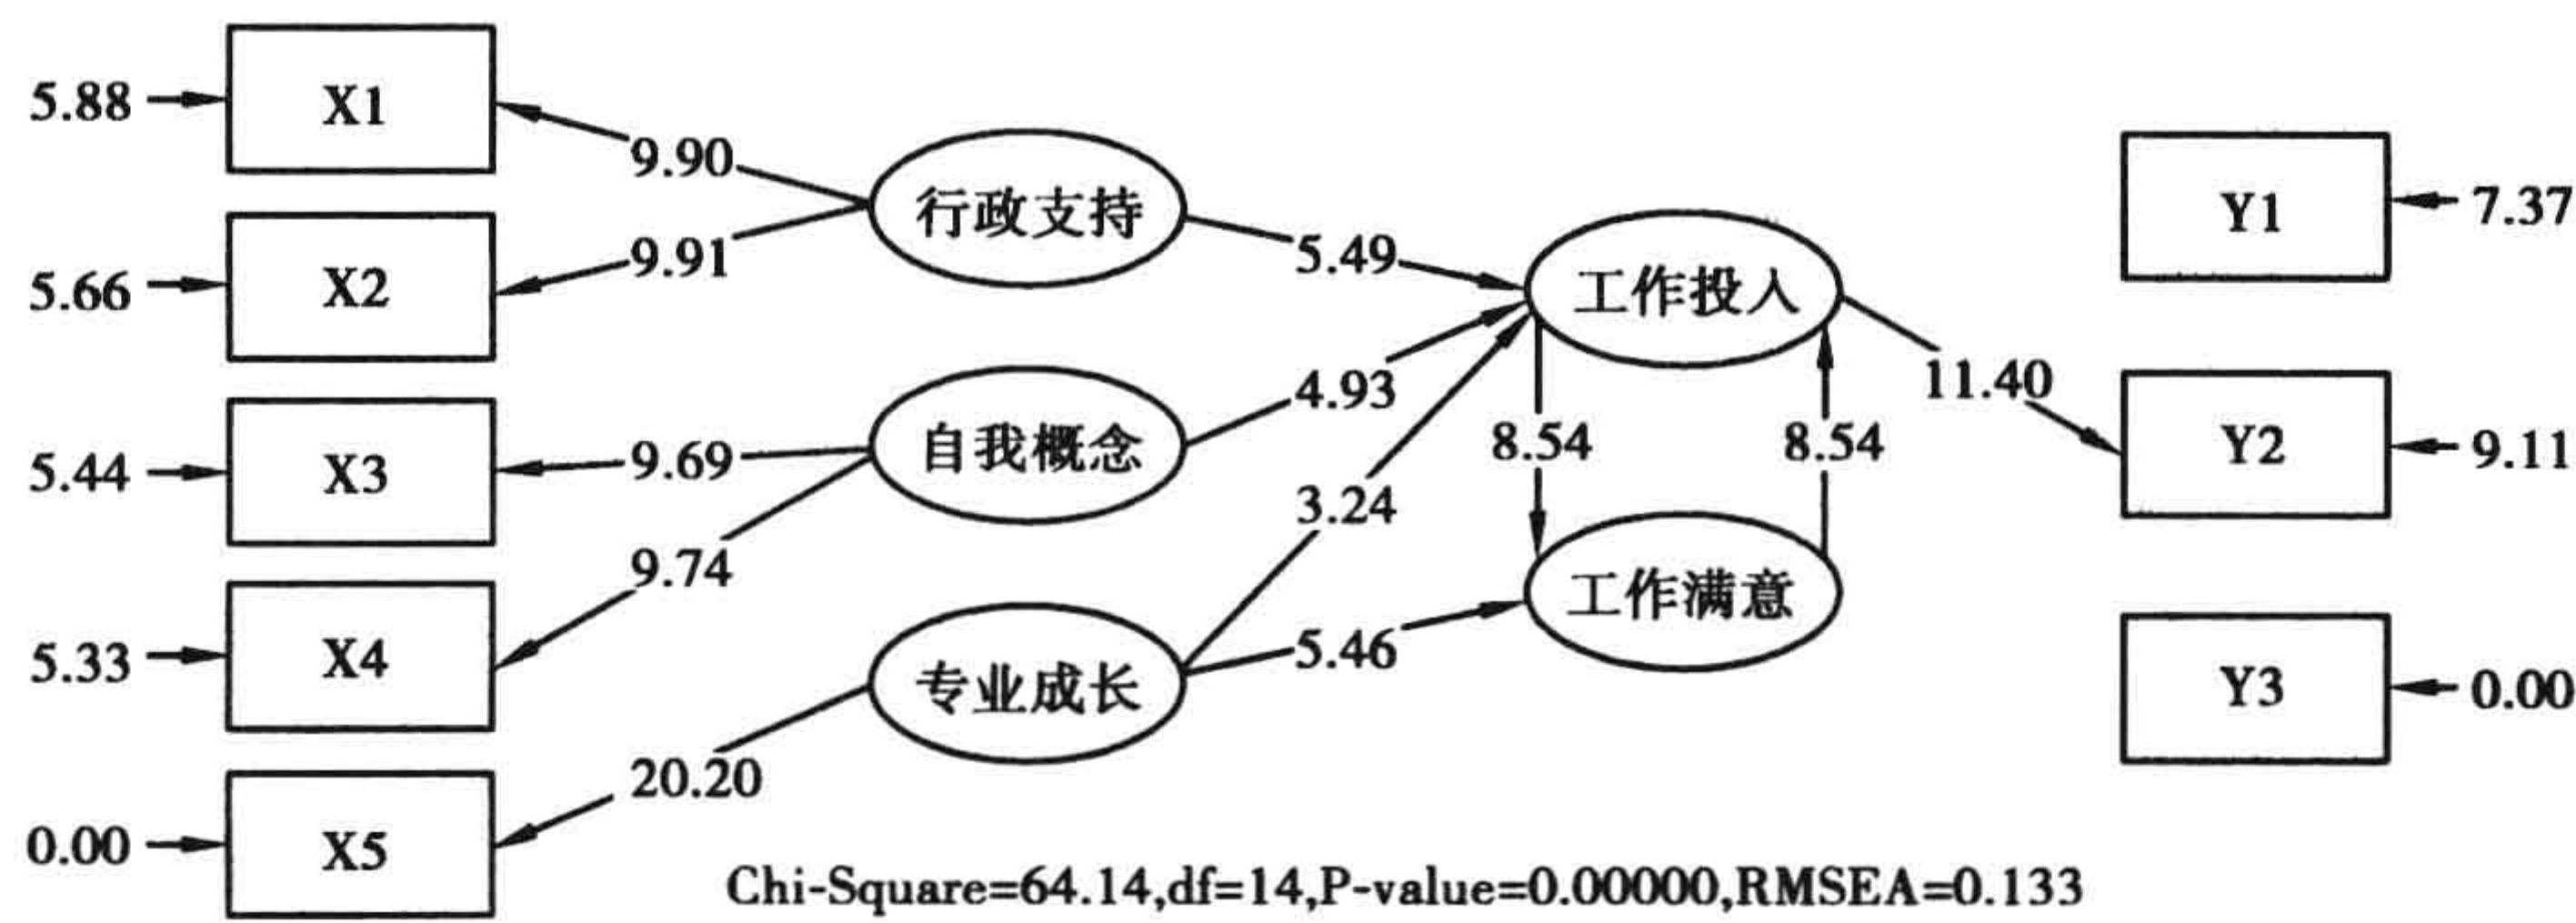 5.88
X1
9.90
5.66
X2
9.91
5.44
X3
9.69
5.33
X4
9.74
0.00
X5
20.20
行政支持
自我概念
专业成长
5.49
4.93
3.24
5.46
工作投入
8.54
8.54
工作满意
11.40
Y1
7.37
Y2
9.11
Y3
0.00
Chi-Square=64.14,df=14,P-value=0.00000,RMSEA=0.133